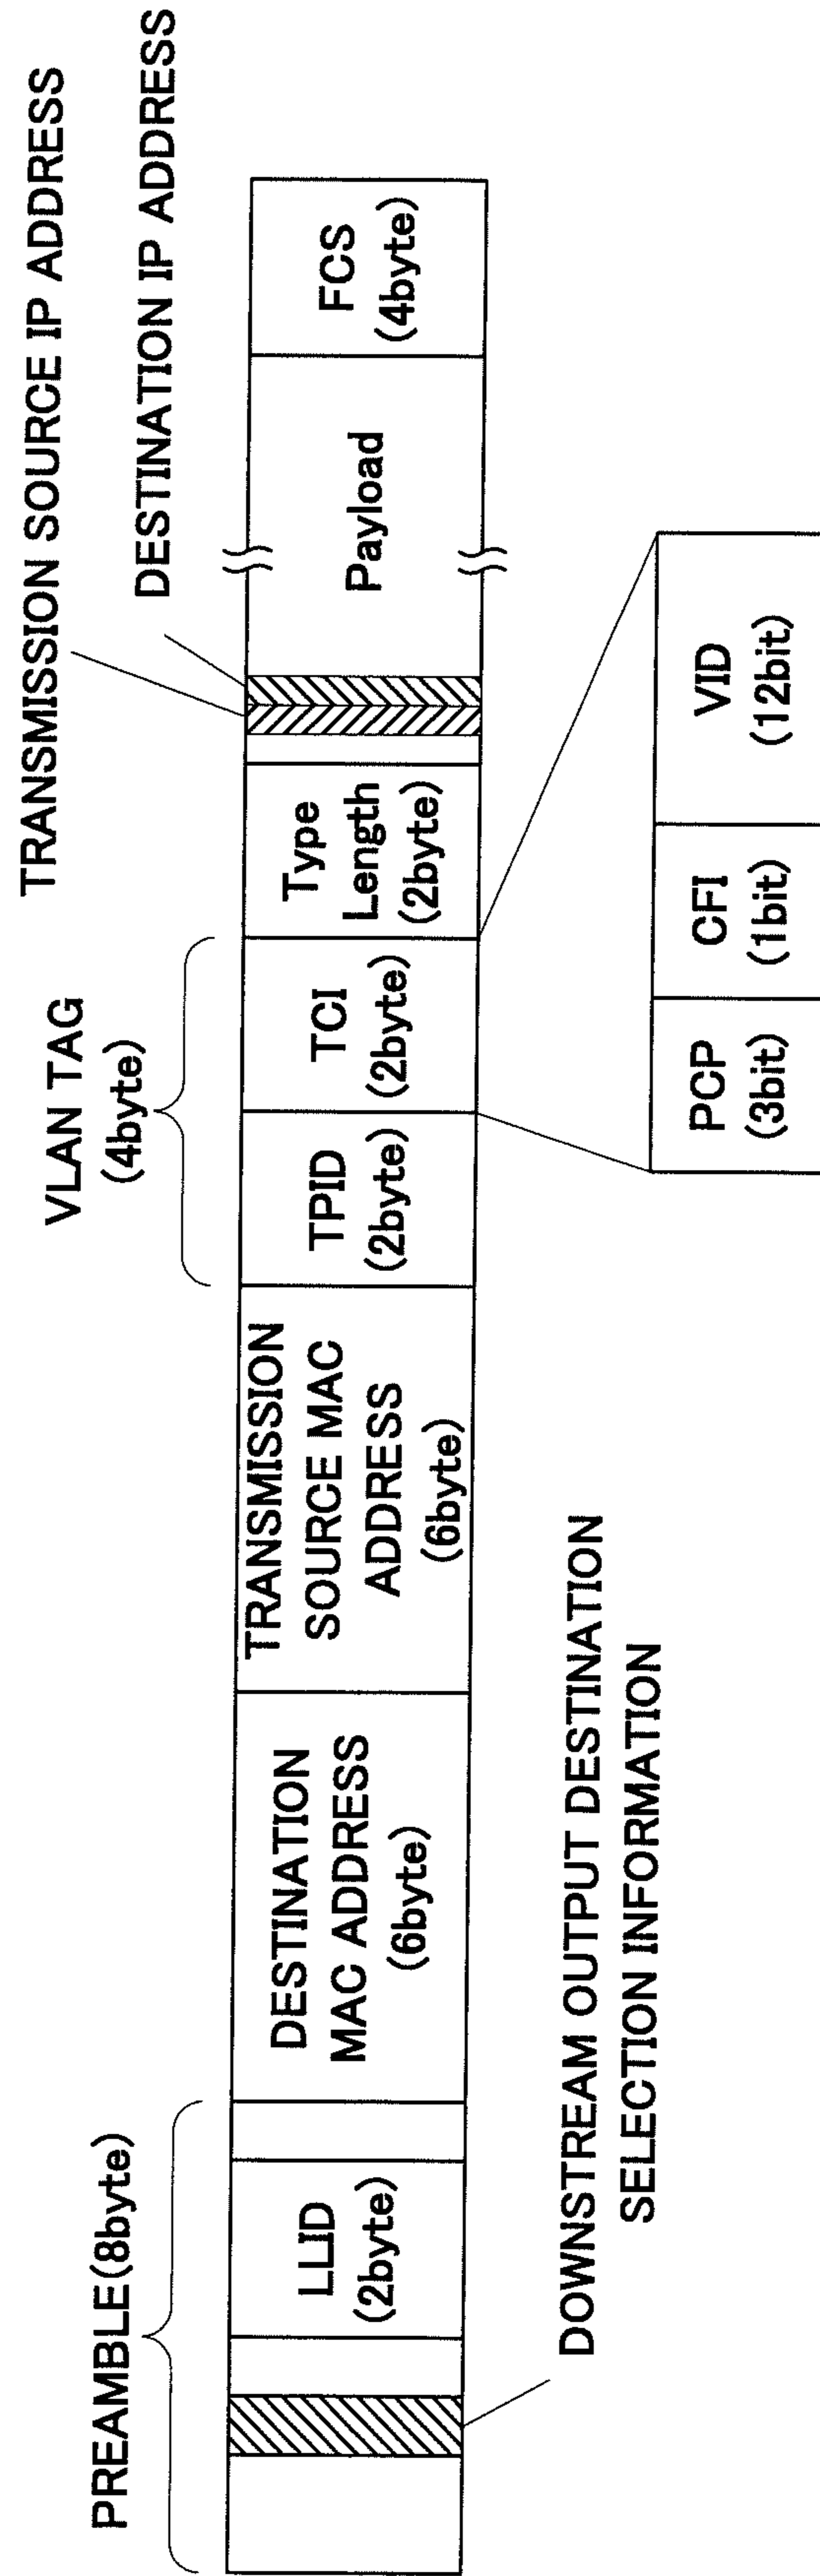 TRANSMISSION SOURCE IP ADDRESS
DESTINATION IP ADDRESS
VLAN TAG
(4byte)
PREAMBLE(8byte)
LLID
(2byte)
DESTINATION
MAC ADDRESS
(6byte)
TRANSMISSION
SOURCE MAC
ADDRESS
(6byte)
TPID
(2byte)
TCI
(2byte)
Type
Length
(2byte)
Payload
FCS
(4byte)
DOWNSTREAM OUTPUT DESTINATION
SELECTION INFORMATION
PCP
(3bit)
CFI
(1bit)
VID
(12bit)